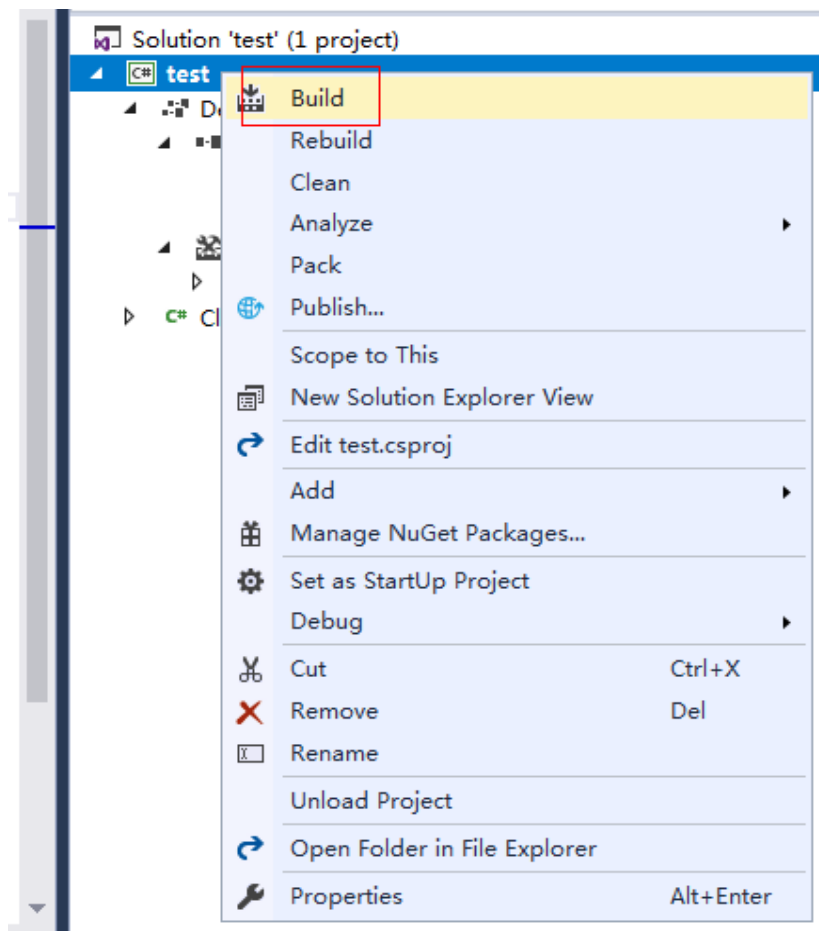 Solution 'test' (1 project)
C# test
Build
Rebuild
Clean
Analyze
Pack
Publish...
C#
Scope to This
New Solution Explorer View
Edit test.csproj
Add
Manage NuGet Packages...
Set as StartUp Project
Debug
Cut Ctrl+X
Remove Del
Rename
Unload Project
Open Folder in File Explorer
Properties Alt+Enter